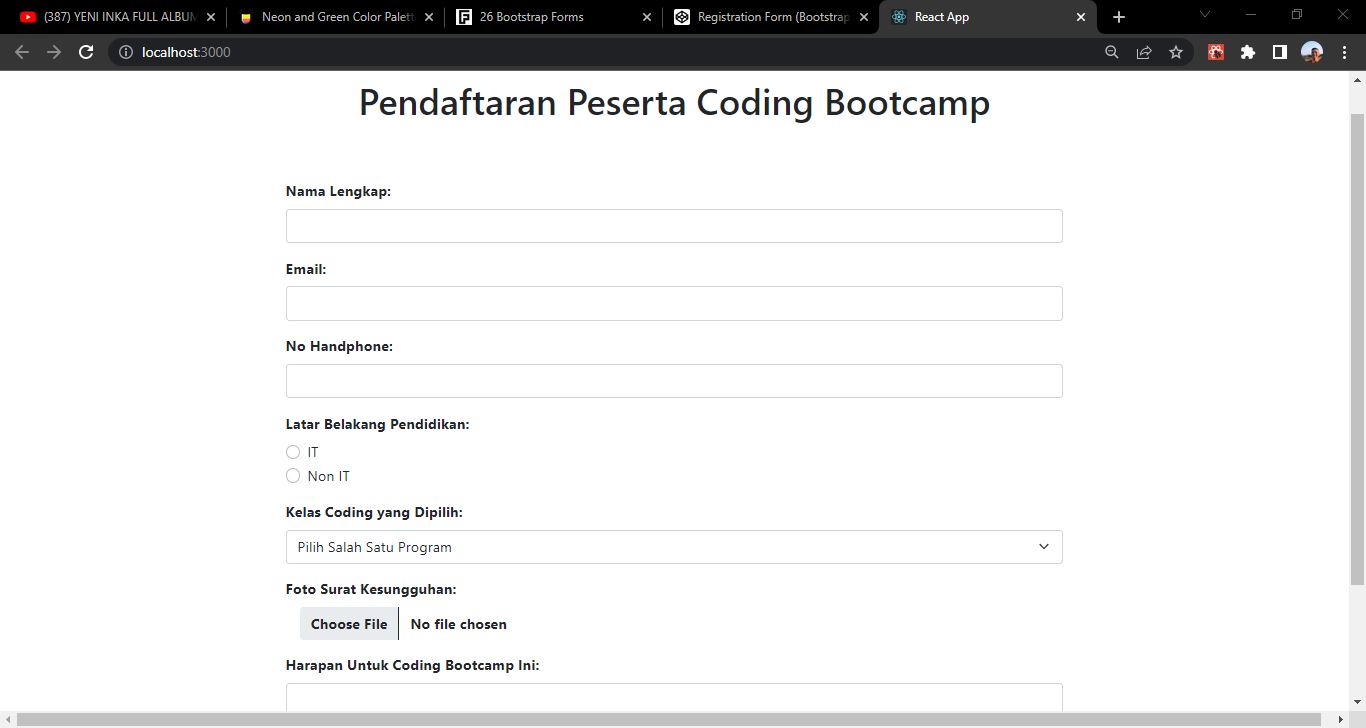 (387) YENI INKA FULL ALBUM
Neon and Green Color Palett
26 Bootstrap Forms
Registration Form (Bootstrap
React App
localhost:3000
Pendaftaran Peserta Coding Bootcamp
Nama Lengkap:
Email:
No Handphone:
Latar Belakang Pendidikan:
IT
Non IT
Kelas Coding yang Dipilih:
Pilih Salah Satu Program
Foto Surat Kesungguhan:
Choose File No file chosen
Harapan Untuk Coding Bootcamp Ini: